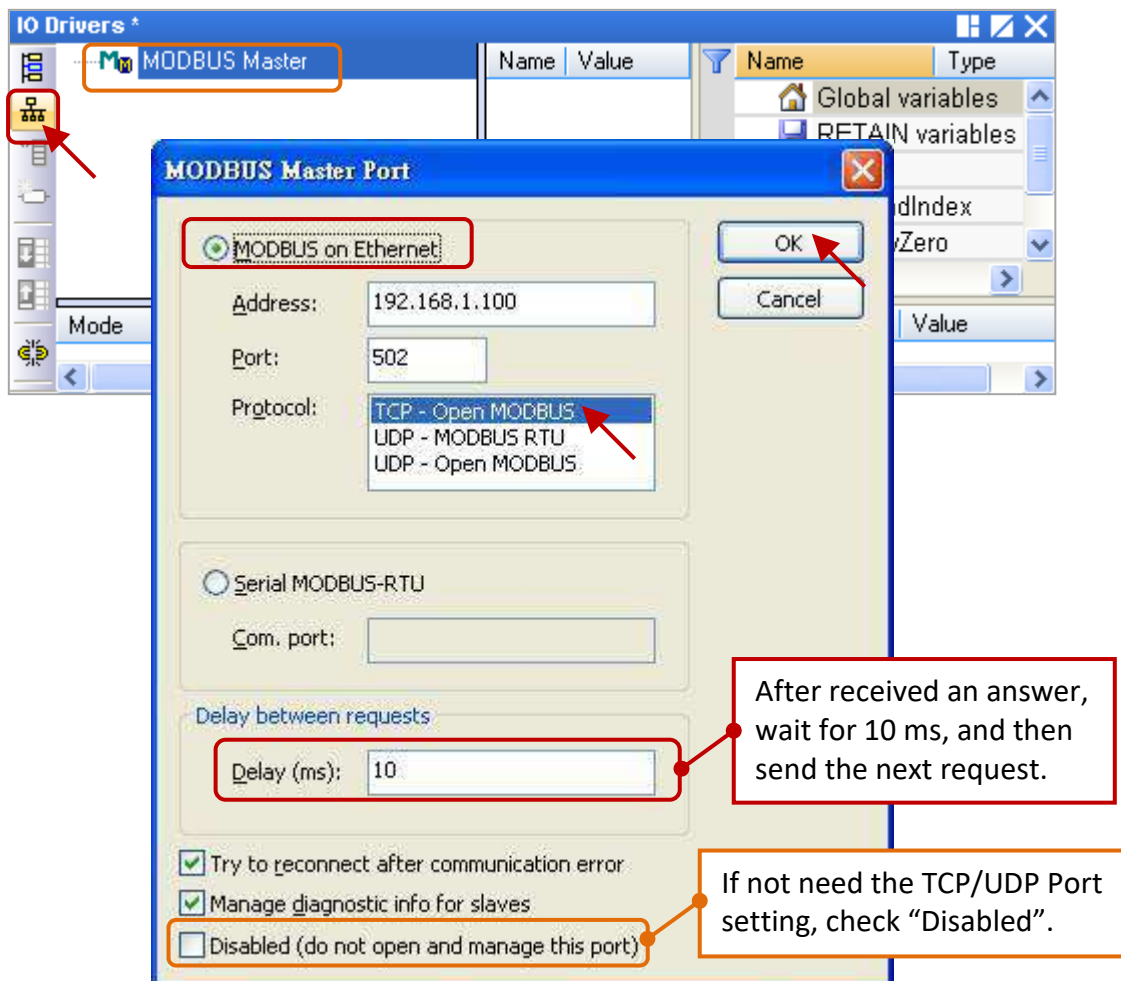 IO Drivers *
MODBUS Master
Name Value
Name Type
Global variables
RETAIN variables
MODBUS Master Port
MODBUS on Ethernet
OK
Address: 192.168.1.100
Cancel
Mode
Value
Port: 502
Protocol: TCP - Open MODBUS
UDP - MODBUS RTU
UDP - Open MODBUS
Serial MODBUS-RTU
Com. port:
Delay between requests
Delay (ms): 10
After received an answer,
wait for 10 ms, and then
send the next request.
Try to reconnect after communication error
Manage diagnostic info for slaves
Disabled (do not open and manage this port)
If not need the TCP/UDP Port
setting, check “Disabled”.